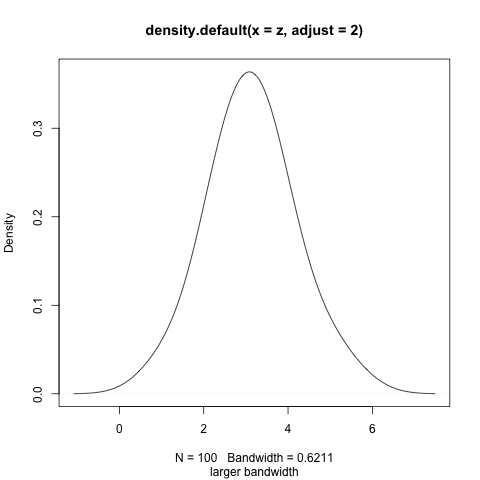 density.default(x = z, adjust = 2)
Density
0.3
0.2
0.1
0.0
0 2 4 6
N = 100 Bandwidth = 0.6211
larger bandwidth